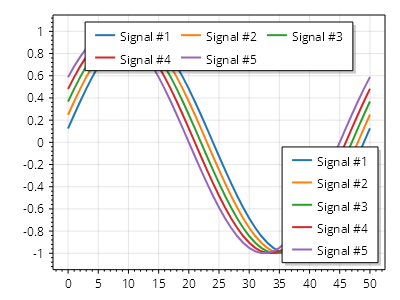 Signal #1 Signal #2 Signal #3
Signal #4 Signal #5
1
0.8
0.6
0.4
0.2
0
-0.2
-0.4
-0.6
-0.8
-1
Signal #1
Signal #2
Signal #3
Signal #4
Signal #5
0 5 10 15 20 25 30 35 40 45 50